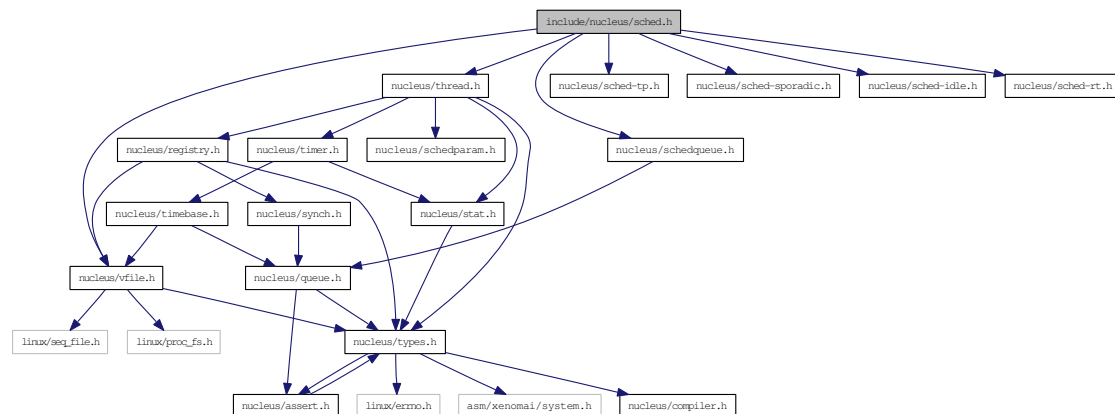 include/nucleus/sched.h
nucleus/thread.h
nucleus/sched-tp.h
nucleus/sched-sporadic.h
nucleus/sched-idle.h
nucleus/sched-rt.h
nucleus/registry.h
nucleus/timer.h
nucleus/schedparam.h
nucleus/schedqueue.h
nucleus/timebase.h
nucleus/synch.h
nucleus/stat.h
nucleus/vfile.h
nucleus/queue.h
linux/seq_file.h
linux/proc_fs.h
nucleus/types.h
nucleus/assert.h
linux/errno.h
asm/xenomai/system.h
nucleus/compiler.h